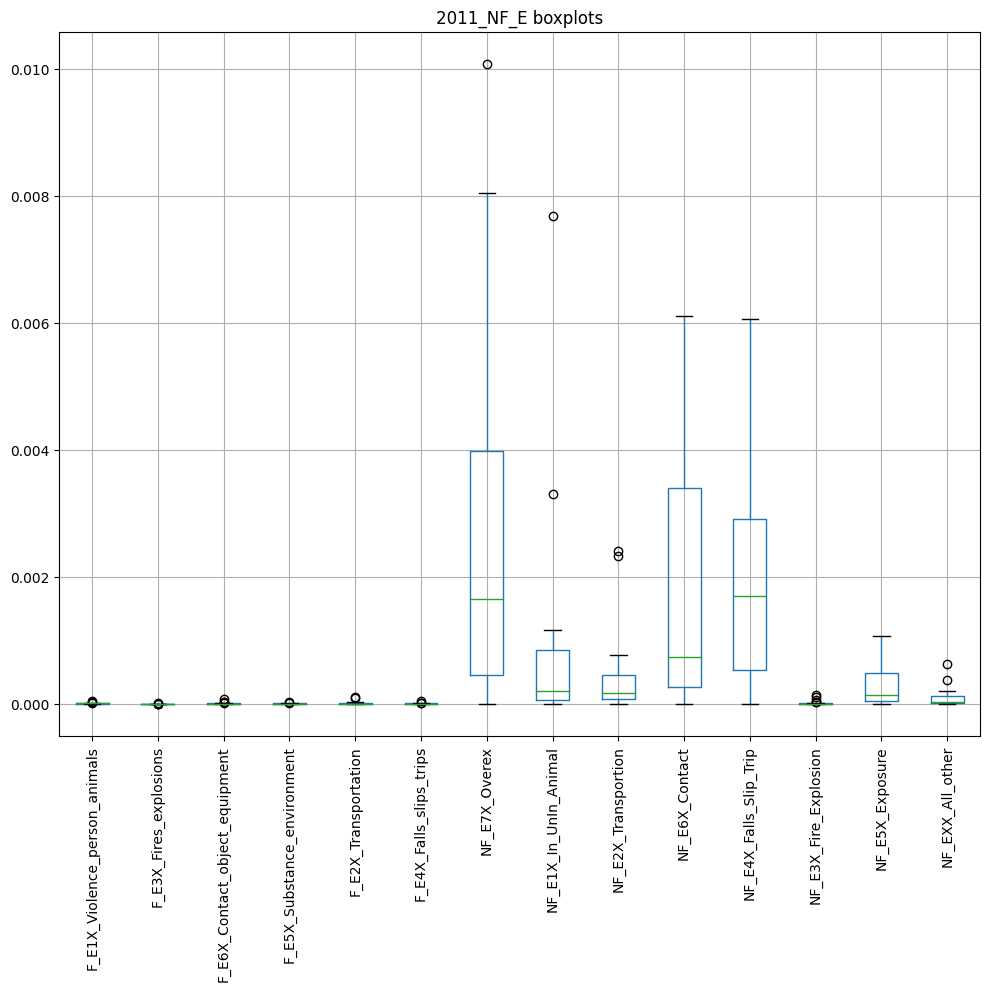 2011_NF_E boxplots
0.010
0.008
0.006
0.004
0.002
0.000
F_E1X_Violence_person_animals
F_E3X_Fires_explosions
F_E6X_Contact_object_equipment
F_E5X_Substance_environment
F_E2X_Transportation
F_E4X_Falls_slips_trips
NF_E7X_Overex
NF_E1X_In_UnIn_Animal
NF_E2X_Transportion
NF_E6X_Contact
NF_E4X_Falls_Slip_Trip
NF_E3X_Fire_Explosion
NF_E5X_Exposure
NF_EXX_All_other